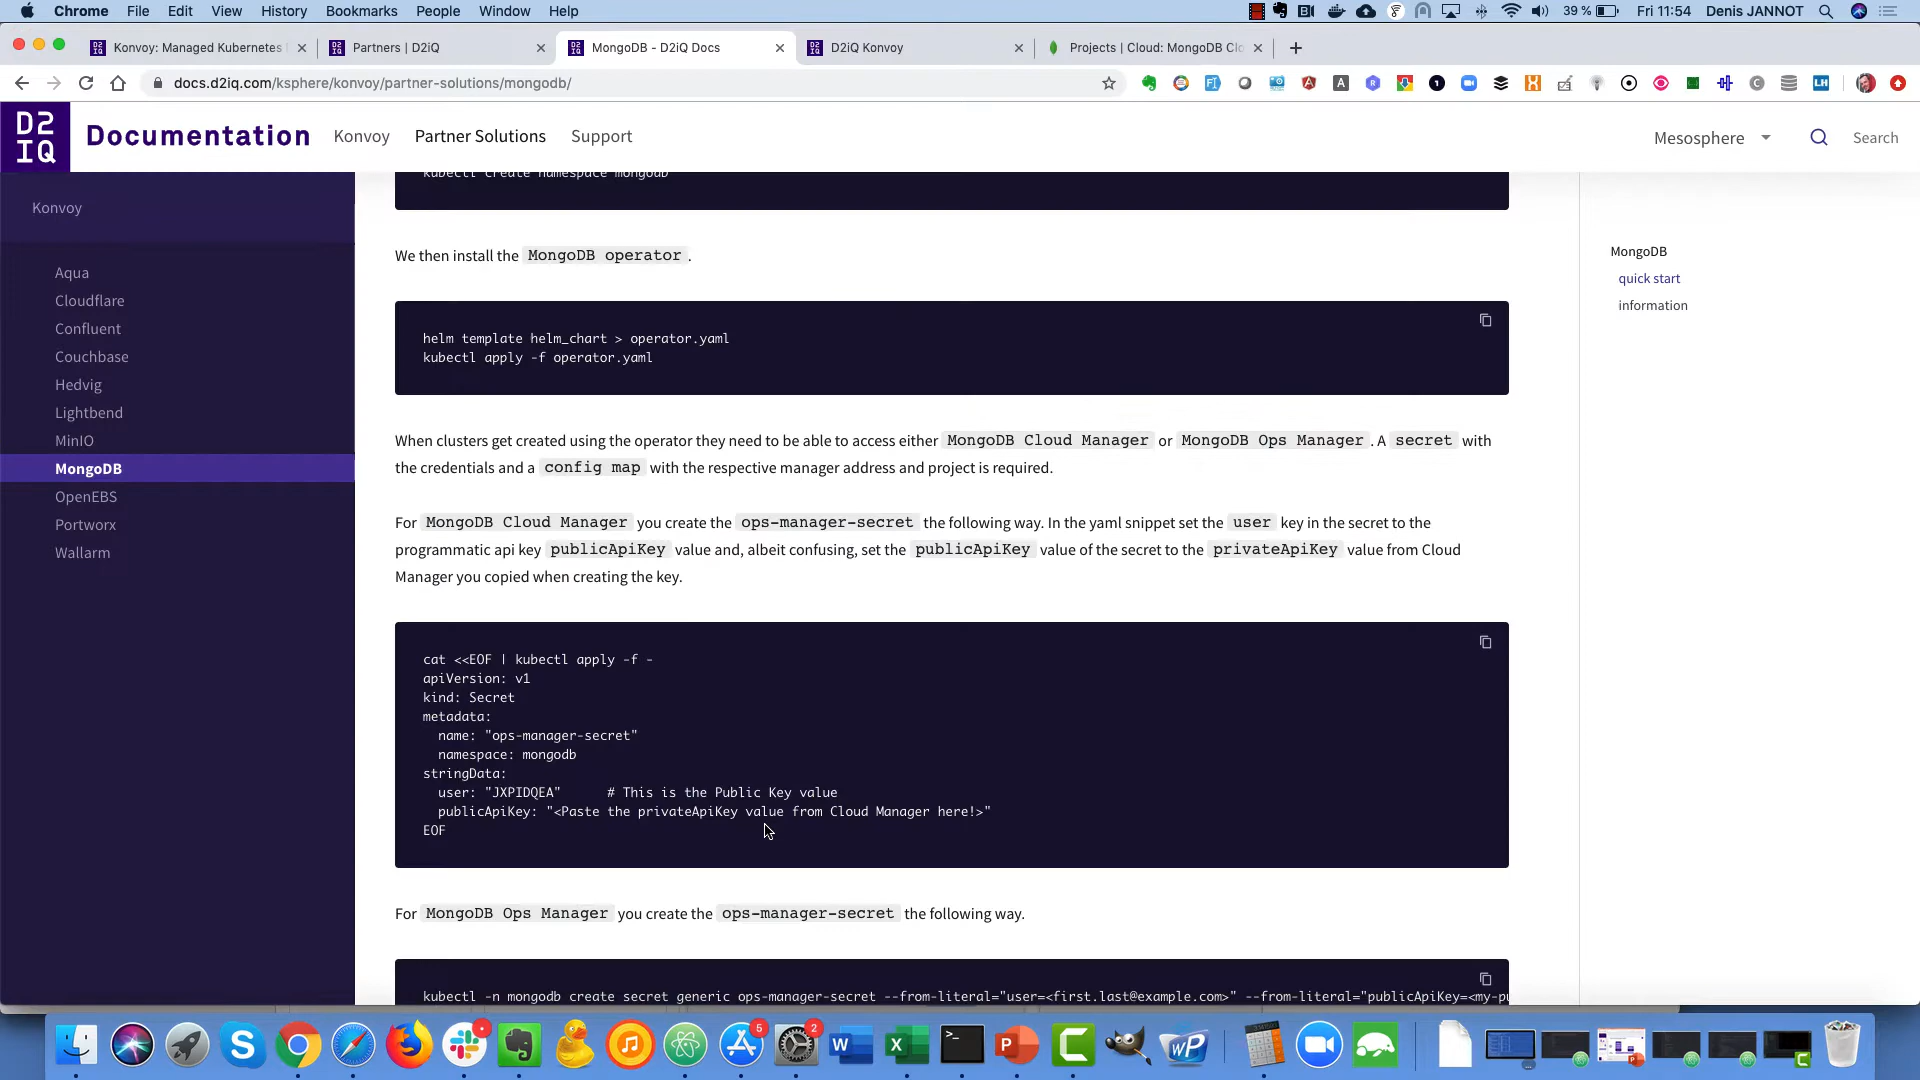 Chrome File Edit View History Bookmarks People Window Help 39 % Fri 11:54 Denis JANNOT
Konvoy: Managed Kubernetes
Partners | D2iQ
MongoDB - D2iQ Docs
D2iQ Konvoy
Projects | Cloud: MongoDB Clo
docs.d2iq.com/ksphere/konvoy/partner-solutions/mongodb/
D2
IQ
Documentation Konvoy Partner Solutions Support Mesosphere Search
Konvoy
Aqua
Cloudflare
Confluent
Couchbase
Hedvig
Lightbend
MinIO
MongoDB
OpenEBS
Portworx
Wallarm
kubectl create namespace mongodb
We then install the MongoDB operator .
helm template helm_chart > operator.yaml
kubectl apply -f operator.yaml
When clusters get created using the operator they need to be able to access either MongoDB Cloud Manager or MongoDB Ops Manager . A secret with
the credentials and a config map with the respective manager address and project is required.
For MongoDB Cloud Manager you create the ops-manager-secret the following way. In the yaml snippet set the user key in the secret to the
programmatic api key publicApiKey value and, albeit confusing, set the publicApiKey value of the secret to the privateApiKey value from Cloud
Manager you copied when creating the key.
cat <<EOF | kubectl apply -f -
apiVersion: v1
kind: Secret
metadata:
name: "ops-manager-secret"
namespace: mongodb
stringData:
user: "JXPIDQEA" # This is the Public Key value
publicApiKey: "<Paste the privateApiKey value from Cloud Manager here!>"
EOF
For MongoDB Ops Manager you create the ops-manager-secret the following way.
kubectl -n mongodb create secret generic ops-manager-secret --from-literal="user=<first.last@example.com>" --from-literal="publicApiKey=<my-pu
MongoDB
quick start
information